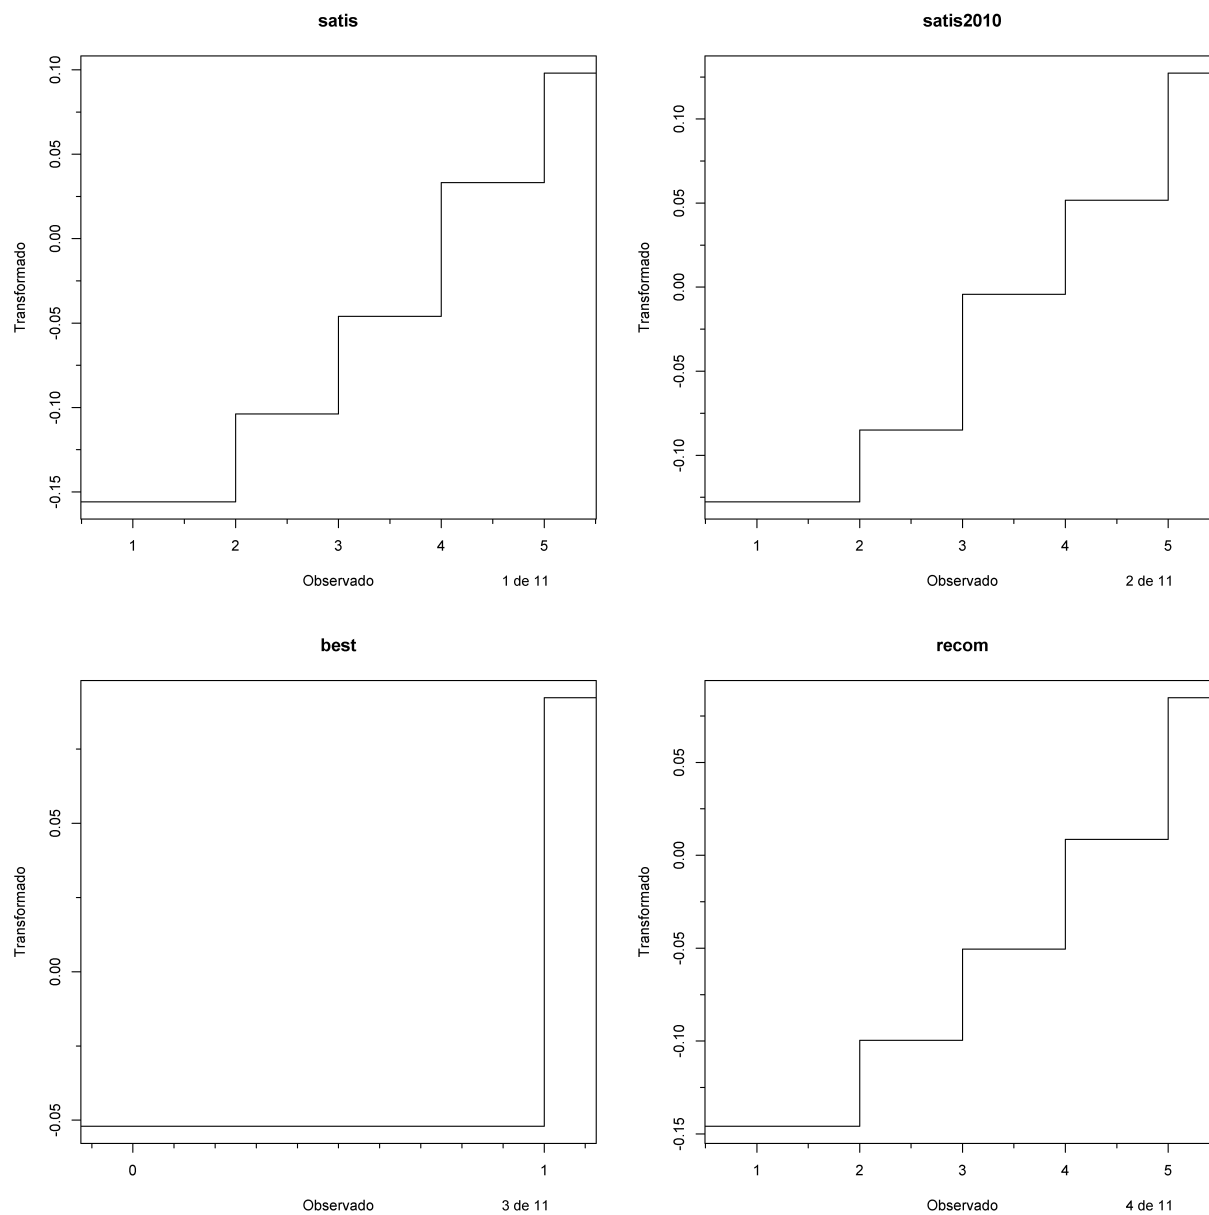 satis
Transformado
0.10
0.05
0.00
-0.05
-0.10
-0.15
1 2 3 4 5
Observado 1 de 11
satis2010
Transformado
0.10
0.05
0.00
-0.05
-0.10
1 2 3 4 5
Observado 2 de 11
best
Transformado
0.05
0.00
-0.05
0 1
Observado 3 de 11
recom
Transformado
0.05
0.00
-0.05
-0.10
-0.15
1 2 3 4 5
Observado 4 de 11